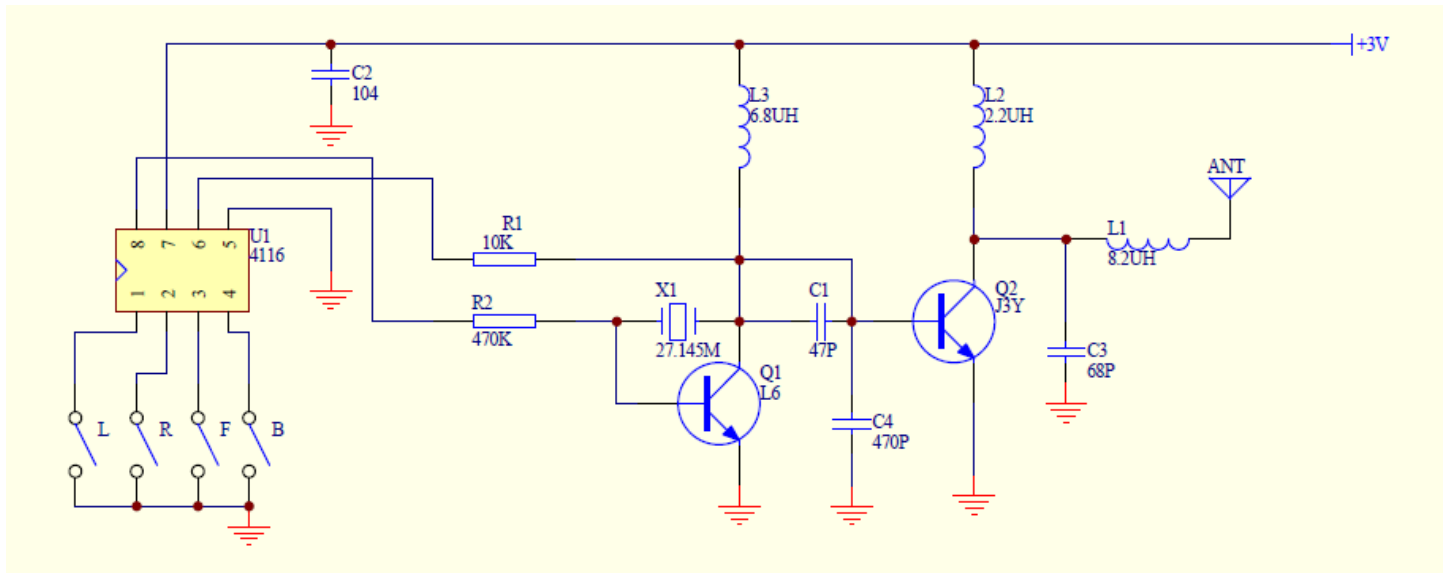 +3V
C2
104
L3
6.8UH
L2
2.2UH
ANT
8
7
6
5
U1
4116
1
2
3
4
R1
10K
L1
8.2UH
R2
470K
X1
27.145M
C1
47P
Q2
J3Y
C3
68P
Q1
L6
C4
470P
L
R
F
B